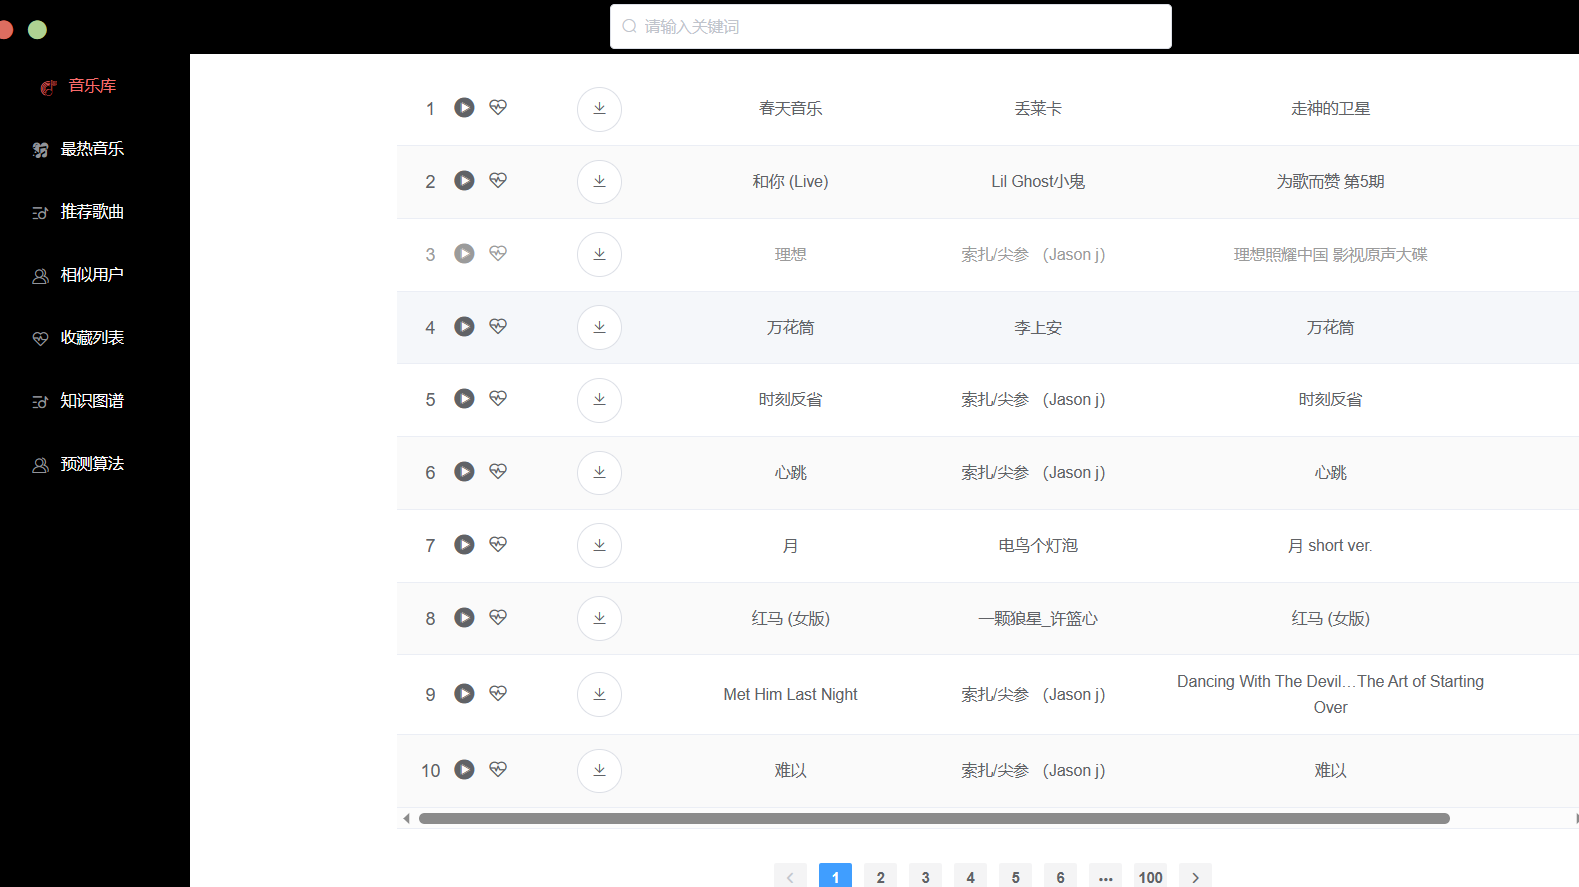 请输入关键词
音乐库
最热音乐
推荐歌曲
相似用户
收藏列表
知识图谱
预测算法
1 春天音乐 丢莱卡 走神的卫星
2 和你 (Live) Lil Ghost小鬼 为歌而赞 第5期
3 理想 索扎/尖参 （Jason j） 理想照耀中国 影视原声大碟
4 万花筒 李上安 万花筒
5 时刻反省 索扎/尖参 （Jason j） 时刻反省
6 心跳 索扎/尖参 （Jason j） 心跳
7 月 电鸟个灯泡 月 short ver.
8 红马 (女版) 一颗狼星_许篮心 红马 (女版)
9 Met Him Last Night 索扎/尖参 （Jason j） Dancing With The Devil…The Art of Starting
Over
10 难以 索扎/尖参 （Jason j） 难以
1 2 3 4 5 6 ... 100